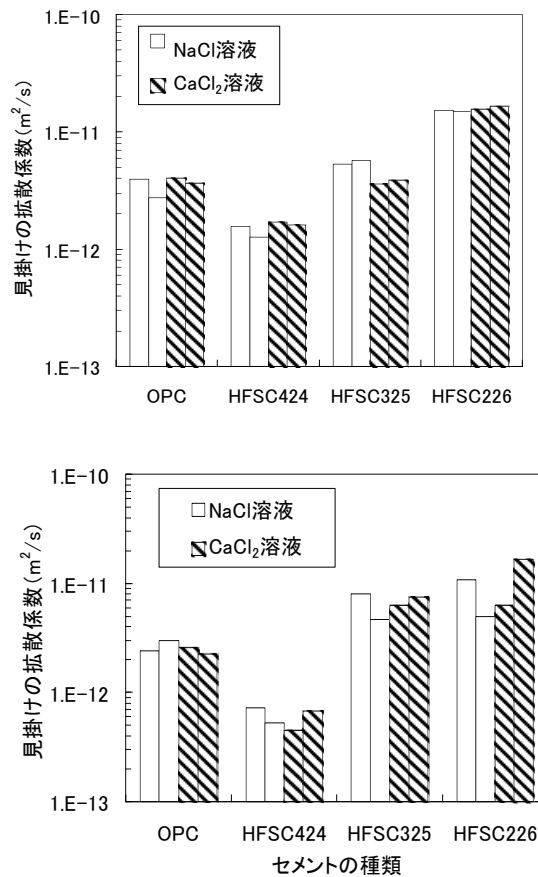 1.E-10
NaCl溶液
CaCl₂溶液
1.E-11
1.E-12
1.E-13
見掛けの拡散係数(m²/s)
OPC HFSC424 HFSC325 HFSC226
1.E-10
NaCl溶液
CaCl₂溶液
1.E-11
1.E-12
1.E-13
見掛けの拡散係数(m²/s)
OPC HFSC424 HFSC325 HFSC226
セメントの種類